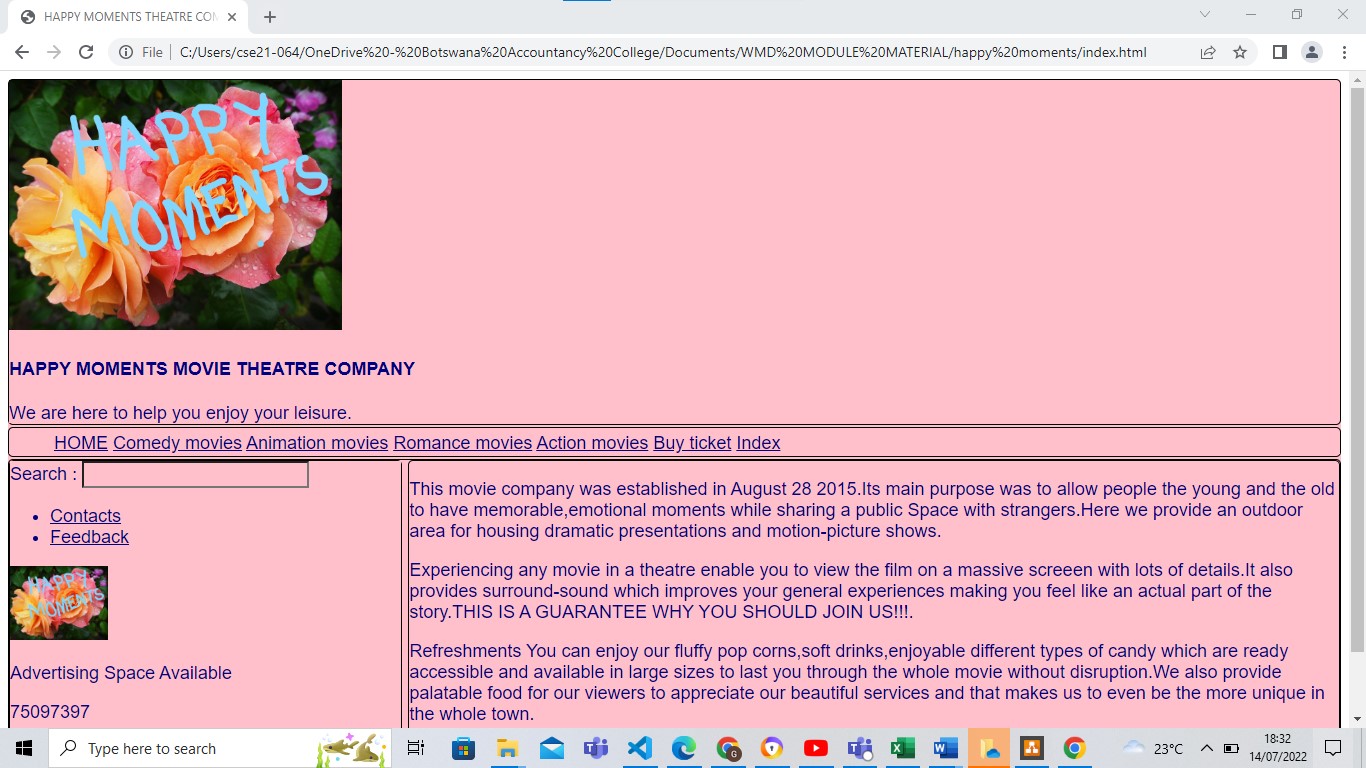 HAPPY MOMENTS THEATRE COM
File
C:/Users/cse21-064/OneDrive%20-%20Botswana%20Accountancy%20College/Documents/WMD%20MODULE%20MATERIAL/happy%20moments/index.html
HAPPY
MOMENTS
HAPPY MOMENTS MOVIE THEATRE COMPANY
We are here to help you enjoy your leisure.
HOME Comedy movies Animation movies Romance movies Action movies Buy ticket Index
Search :
Contacts
Feedback
HAPPY
MOMENTS
Advertising Space Available
75097397
This movie company was established in August 28 2015.Its main purpose was to allow people the young and the old
to have memorable,emotional moments while sharing a public Space with strangers.Here we provide an outdoor
area for housing dramatic presentations and motion-picture shows.
Experiencing any movie in a theatre enable you to view the film on a massive screeen with lots of details.It also
provides surround-sound which improves your general experiences making you feel like an actual part of the
story.THIS IS A GUARANTEE WHY YOU SHOULD JOIN US!!!.
Refreshments You can enjoy our fluffy pop corns,soft drinks,enjoyable different types of candy which are ready
accessible and available in large sizes to last you through the whole movie without disruption.We also provide
palatable food for our viewers to appreciate our beautiful services and that makes us to even be the more unique in
the whole town.
Type here to search
23°C
18:32
14/07/2022